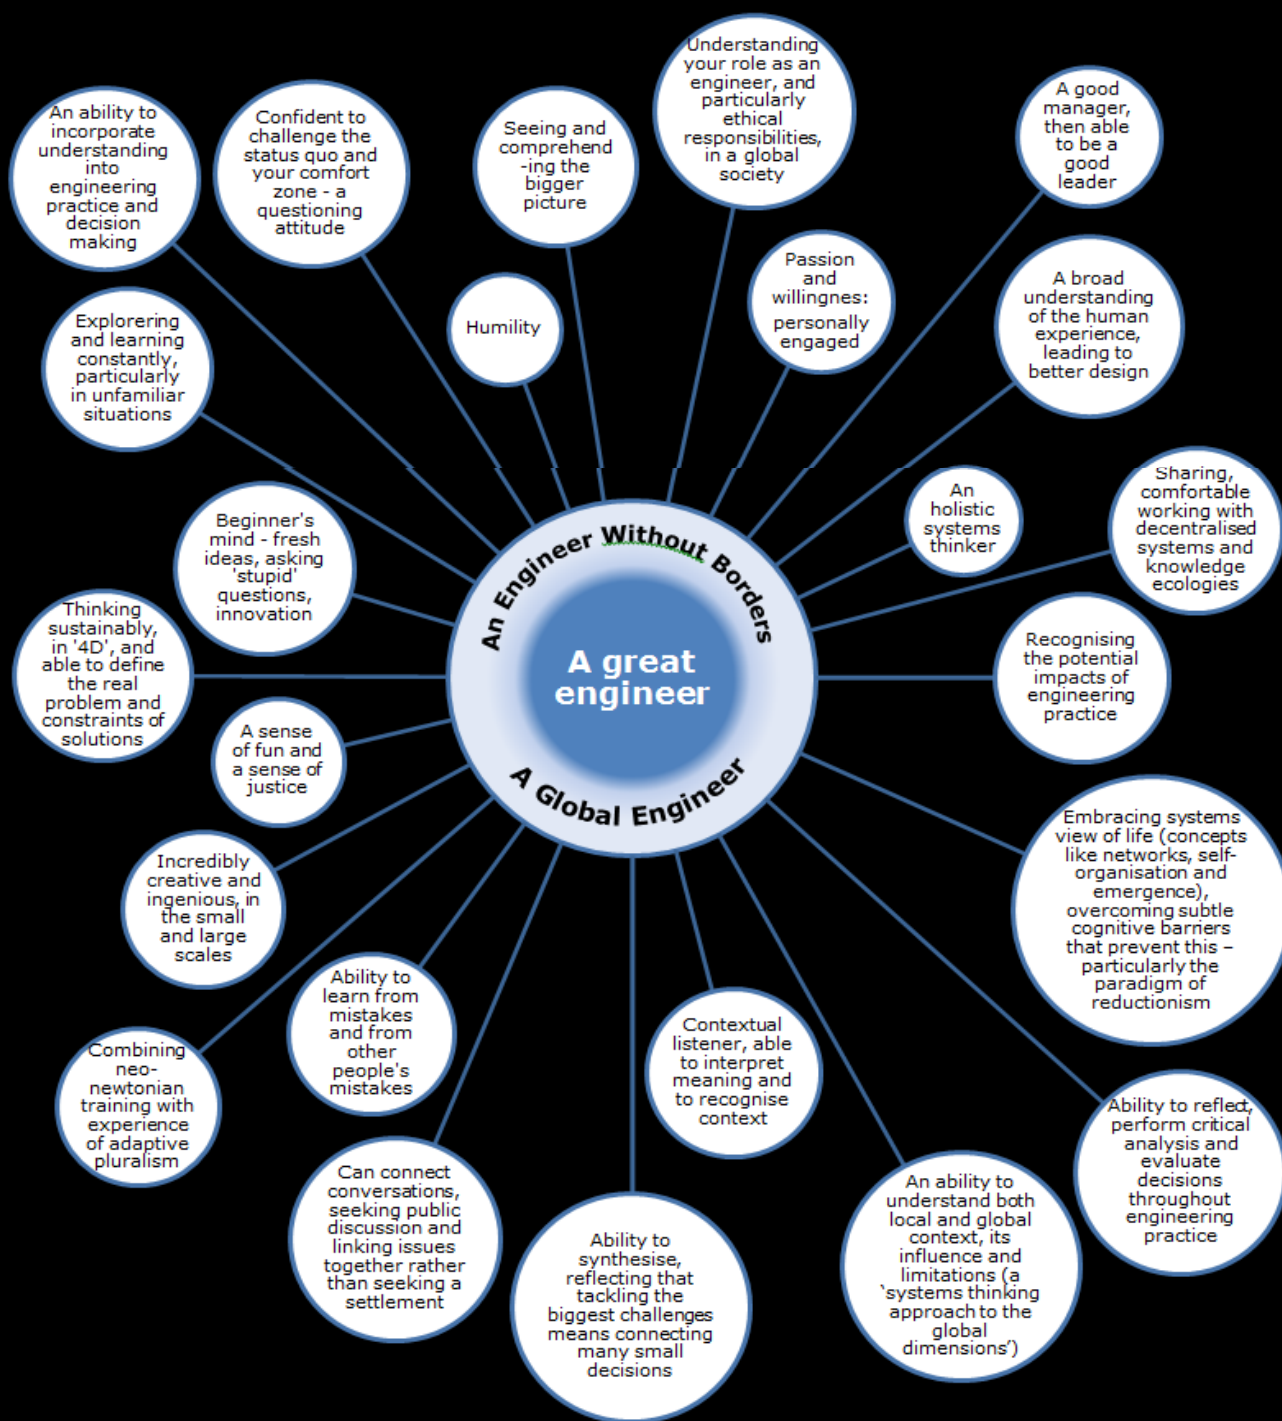 An ability to
incorporate
understanding
into
engineering
practice and
decision
making
Confident to
challenge the
status quo and
your comfort
zone - a
questioning
attitude
Seeing and
comprehend
-ing the
bigger
picture
Understanding
your role as an
engineer, and
particularly
ethical
responsibilities,
in a global
society
A good
manager,
then able
to be a
good
leader
Explorering
and learning
constantly,
particularly
in unfamiliar
situations
Humility
Passion
and
willingnes:
personally
engaged
A broad
understanding
of the human
experience,
leading to
better design
Beginner's
mind - fresh
ideas, asking
'stupid'
questions,
innovation
An
holistic
systems
thinker
Sharing,
comfortable
working with
decentralised
systems and
knowledge
ecologies
An Engineer Without Borders
A great
engineer
A Global Engineer
Thinking
sustainably,
in '4D', and
able to define
the real
problem and
constraints of
solutions
Recognising
the potential
impacts of
engineering
practice
A sense
of fun and
a sense of
justice
Incredibly
creative and
ingenious, in
the small
and large
scales
Embracing systems
view of life (concepts
like networks, self-
organisation and
emergence),
overcoming subtle
cognitive barriers
that prevent this –
particularly the
paradigm of
reductionism
Combining
neo-
newtonian
training with
experience
of adaptive
pluralism
Ability to
learn from
mistakes
and from
other
people's
mistakes
Contextual
listener, able
to interpret
meaning and
to recognise
context
Ability to reflect,
perform critical
analysis and
evaluate
decisions
throughout
engineering
practice
Can connect
conversations,
seeking public
discussion and
linking issues
together rather
than seeking a
settlement
Ability to
synthesise,
reflecting that
tackling the
biggest challenges
means connecting
many small
decisions
An ability to
understand both
local and global
context, its
influence and
limitations (a
‘systems thinking
approach to the
global
dimensions’)